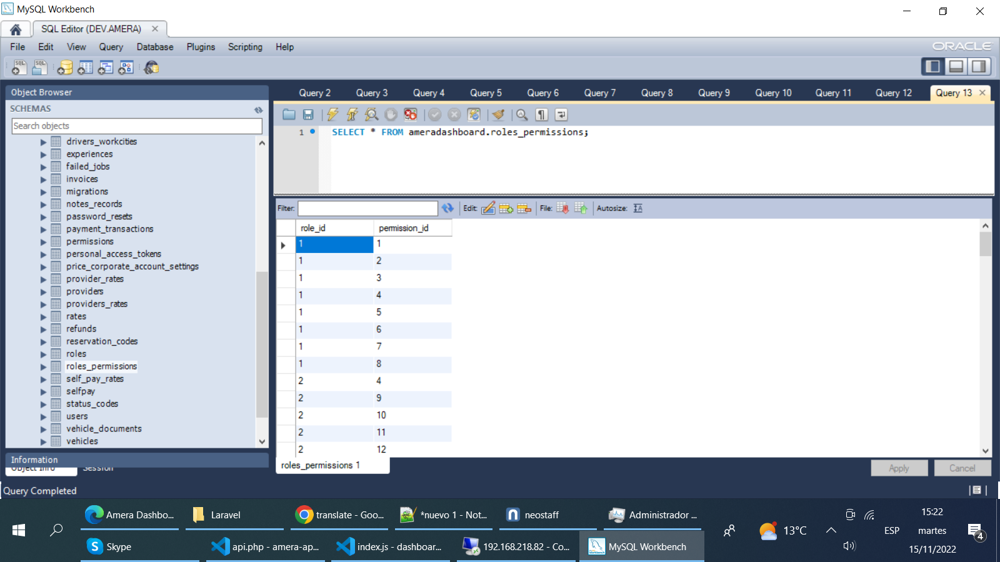 MySQL Workbench
SQL Editor (DEV.AMERA)
File Edit View Query Database Plugins Scripting Help
ORACLE
Object Browser
SCHEMAS
Search objects
drivers_workcities
experiences
failed_jobs
invoices
migrations
notes_records
password_resets
payment_transactions
permissions
personal_access_tokens
price_corporate_account_settings
provider_rates
providers
providers_rates
rates
refunds
reservation_codes
roles
roles_permissions
self_pay_rates
selfpay
status_codes
users
vehicle_documents
vehicles
Information
Object Info Session
Query 2 Query 3 Query 4 Query 5 Query 6 Query 7 Query 8 Query 9 Query 10 Query 11 Query 12 Query 13
1 SELECT * FROM ameradashboard.roles_permissions;
Filter: Edit: File: Autosize:
role_id permission_id
1 1
1 2
1 3
1 4
1 5
1 6
1 7
1 8
2 4
2 9
2 10
2 11
2 12
roles_permissions 1
Apply Cancel
Query Completed
Amera Dashbo... Laravel translate - Goo... *nuevo 1 - Not... neostaff Administrador ...
Skype api.php - amera-ap... index.js - dashboar... 192.168.218.82 - Co... MySQL Workbench
13°C
ESP
15:22
martes
15/11/2022
4